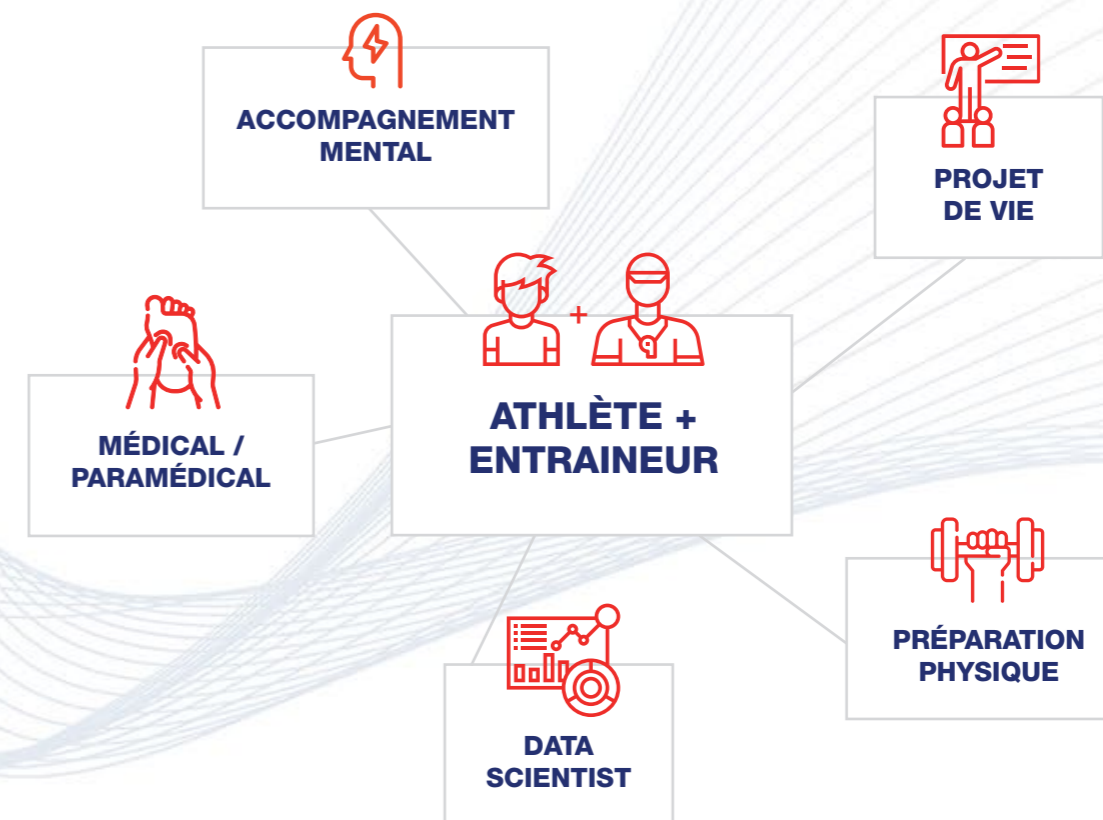 ACCOMPAGNEMENT
MENTAL
PROJET
DE VIE
+
ATHLÈTE +
ENTRAINEUR
MÉDICAL /
PARAMÉDICAL
PRÉPARATION
PHYSIQUE
DATA
SCIENTIST